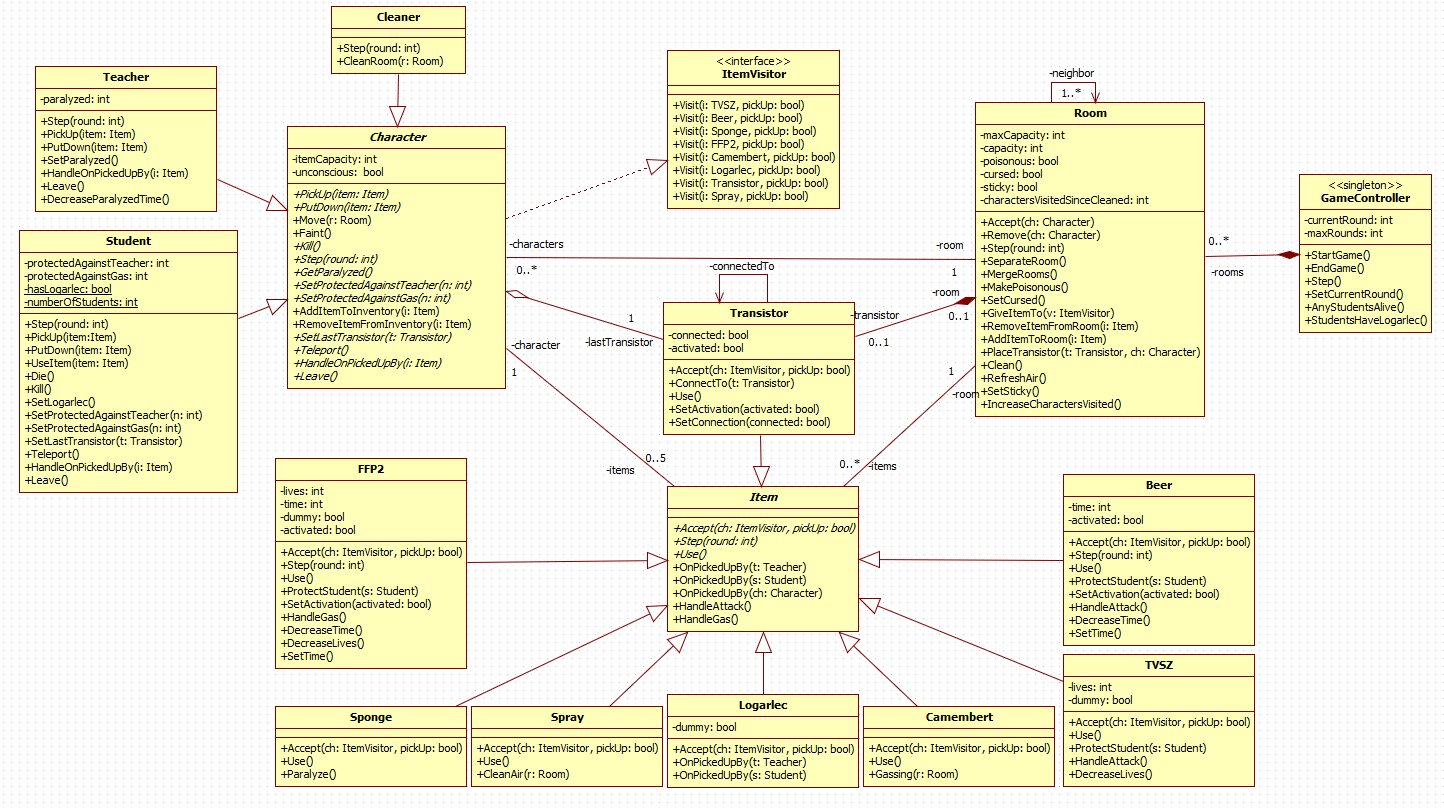 Cleaner
+Step(round: int)
+CleanRoom(r: Room)
Teacher
-paralyzed: int
+Step(round: int)
+PickUp(item: Item)
+PutDown(item: Item)
+SetParalyzed()
+HandleOnPickedUpBy(i: Item)
+Leave()
+DecreaseParalyzedTime()
Student
-protectedAgainstTeacher: int
-protectedAgainstGas: int
-hasLogarlec: bool
-numberOfStudents: int
+Step(round: int)
+PickUp(item:Item)
+PutDown(item: Item)
+UseItem(item: Item)
+Die()
+Kill()
+SetLogarlec()
+SetProtectedAgainstTeacher(n: int)
+SetProtectedAgainstGas(n: int)
+SetLastTransistor(t: Transistor)
+Teleport()
+HandleOnPickedUpBy(i: Item)
+Leave()
Character
-itemCapacity: int
-unconscious:  bool
+PickUp(item: Item)
+PutDown(item: Item)
+Move(r: Room)
+Faint()
+Kill()
+Step(round: int)
+GetParalyzed()
+SetProtectedAgainstTeacher(n: int)
+SetProtectedAgainstGas(n: int)
+AddItemToInventory(i: Item)
+RemoveItemFromInventory(i: Item)
+SetLastTransistor(t: Transistor)
+Teleport()
+HandleOnPickedUpBy(i: Item)
+Leave()
<<interface>>
ItemVisitor
+Visit(i: TVSZ, pickUp: bool)
+Visit(i: Beer, pickUp: bool)
+Visit(i: Sponge, pickUp: bool)
+Visit(i: FFP2, pickUp: bool)
+Visit(i: Camembert, pickUp: bool)
+Visit(i: Logarlec, pickUp: bool)
+Visit(i: Transistor, pickUp: bool)
+Visit(i: Spray, pickUp: bool)
-neighbor
1..*
Room
-maxCapacity: int
-capacity: int
-poisonous: bool
-cursed: bool
-sticky: bool
-charactersVisitedSinceCleaned: int
+Accept(ch: Character)
+Remove(ch: Character)
+Step(round: int)
+SeparateRoom()
+MergeRooms()
+MakePoisonous()
+SetCursed()
+GiveItemTo(v: ItemVisitor)
+RemoveItemFromRoom(i: Item)
+AddItemToRoom(i: Item)
+PlaceTransistor(t: Transistor, ch: Character)
+Clean()
+RefreshAir()
+SetSticky()
+IncreaseCharactersVisited()
<<singleton>>
GameController
-currentRound: int
-maxRounds: int
+StartGame()
+EndGame()
+Step()
+SetCurrentRound()
+AnyStudentsAlive()
+StudentsHaveLogarlec()
0..*
-rooms
-characters
0..*
-room
1
-connectedTo
1
-lastTransistor
-room
0..1
-transistor
0..1
Transistor
-connected: bool
-activated: bool
+Accept(ch: ItemVisitor, pickUp: bool)
+ConnectTo(t: Transistor)
+Use()
+SetActivation(activated: bool)
+SetConnection(connected: bool)
-character
1
0..5
-items
1
-room
0..*
-items
Item
+Accept(ch: ItemVisitor, pickUp: bool)
+Step(round: int)
+Use()
+OnPickedUpBy(t: Teacher)
+OnPickedUpBy(s: Student)
+OnPickedUpBy(ch: Character)
+HandleAttack()
+HandleGas()
FFP2
-lives: int
-time: int
-dummy: bool
-activated: bool
+Accept(ch: ItemVisitor, pickUp: bool)
+Step(round: int)
+Use()
+ProtectStudent(s: Student)
+SetActivation(activated: bool)
+HandleGas()
+DecreaseTime()
+DecreaseLives()
+SetTime()
Beer
-time: int
-activated: bool
+Accept(ch: ItemVisitor, pickUp: bool)
+Step(round: int)
+Use()
+ProtectStudent(s: Student)
+SetActivation(activated: bool)
+HandleAttack()
+DecreaseTime()
+SetTime()
TVSZ
-lives: int
-dummy: bool
+Accept(ch: ItemVisitor, pickUp: bool)
+Use()
+ProtectStudent(s: Student)
+HandleAttack()
+DecreaseLives()
Sponge
+Accept(ch: ItemVisitor, pickUp: bool)
+Use()
+Paralyze()
Spray
+Accept(ch: ItemVisitor, pickUp: bool)
+Use()
+CleanAir(r: Room)
Logarlec
-dummy: bool
+Accept(ch: ItemVisitor, pickUp: bool)
+OnPickedUpBy(t: Teacher)
+OnPickedUpBy(s: Student)
Camembert
+Accept(ch: ItemVisitor, pickUp: bool)
+Use()
+Gassing(r: Room)